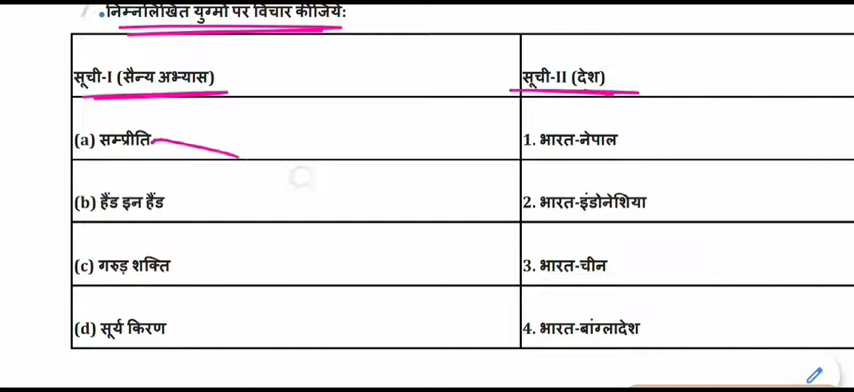 निम्नलिखित युग्मों पर विचार कीजिये:
सूची-I (सैन्य अभ्यास) सूची-II (देश)
(a) सम्प्रीति 1. भारत-नेपाल
(b) हैंड इन हैंड 2. भारत-इंडोनेशिया
(c) गरुड़ शक्ति 3. भारत-चीन
(d) सूर्य किरण 4. भारत-बांग्लादेश